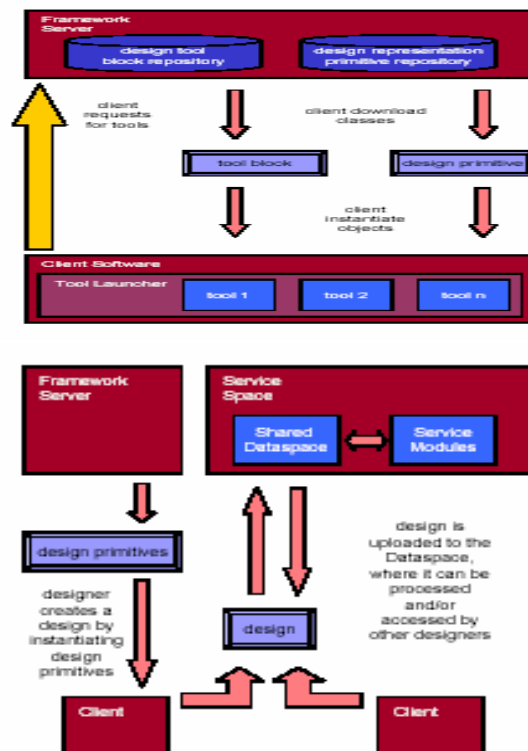 Framework
Server
design tool
block repository
design representation
primitive repository
client
requests
for tools
client download
classes
tool block
design primitive
client
instantiate
objects
Client Software
Tool Launcher
tool 1
tool 2
tool n
Framework
Server
Service
Space
Shared
Dataspace
Service
Modules
design primitives
design is
uploaded to the
Dataspace,
where it can be
processed
and/or
accessed by
other designers
designer
creates a
design by
instantiating
design
primitives
design
Client
Client